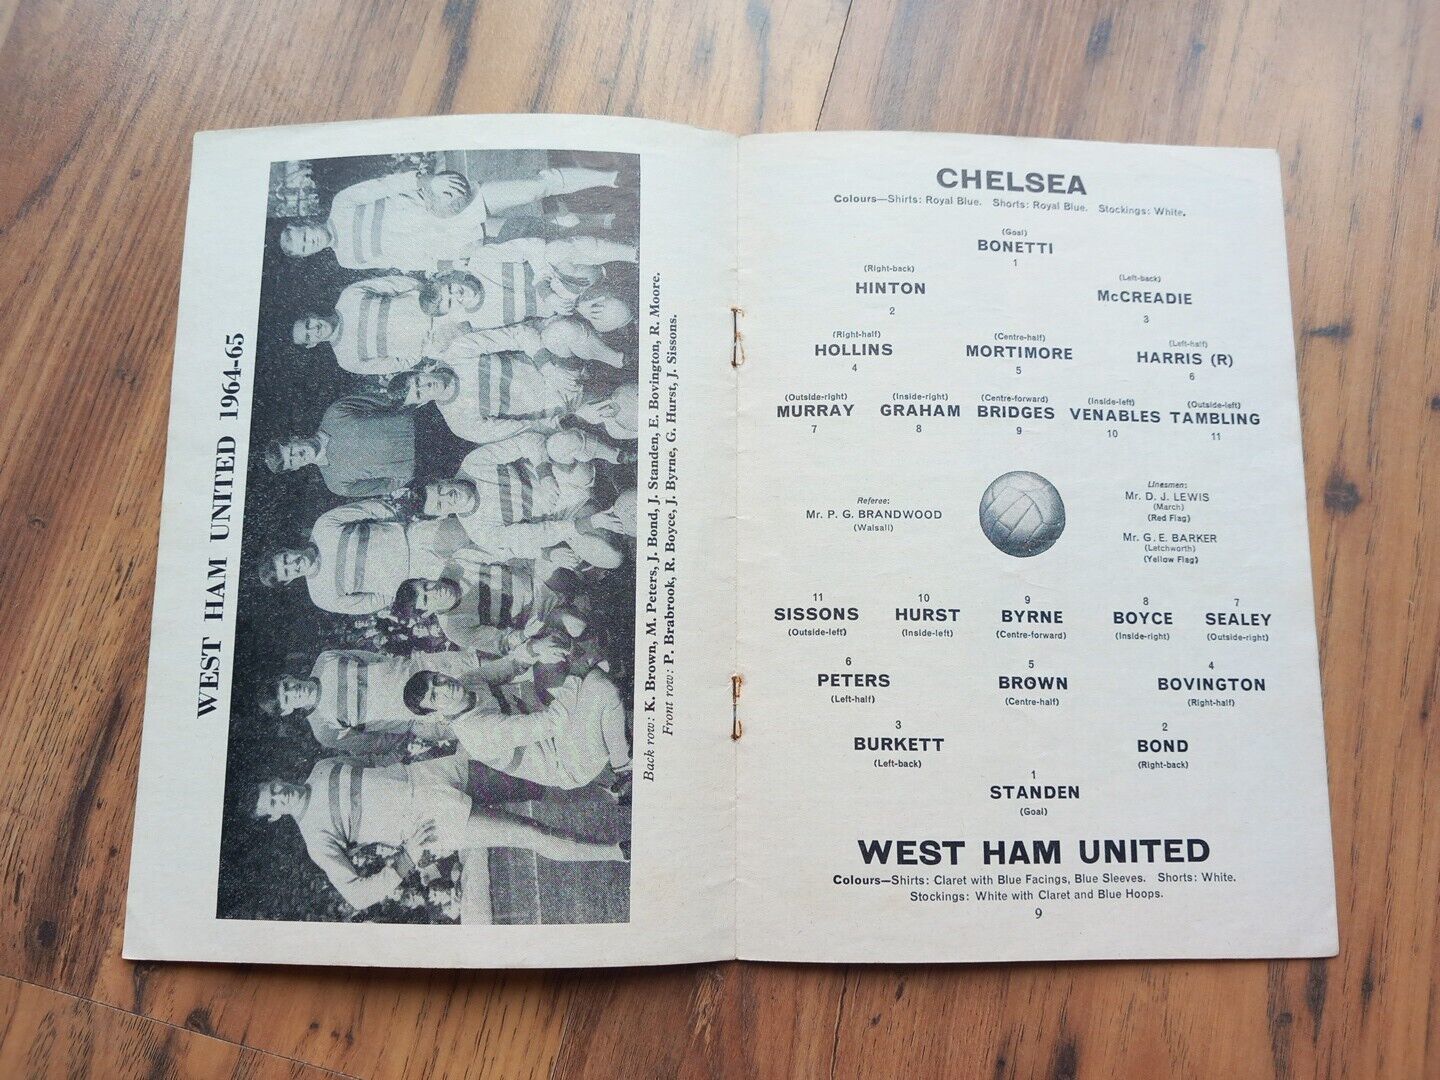 WEST HAM UNITED 1964-65
Back row: K. Brown, M. Peters, J. Bond, J. Standen, E. Bovington, R. Moore.
Front row: P. Brabrook, R. Boyce, J. Byrne, G. Hurst, J. Sissons.
CHELSEA
Colours—Shirts: Royal Blue. Shorts: Royal Blue. Stockings: White.
(Goal)
BONETTI
1
(Right-back) (Left-back)
HINTON McCREADIE
2 3
(Right-half) (Centre-half) (Left-half)
HOLLINS MORTIMORE HARRIS (R)
4 5 6
(Outside-right) (Inside-right) (Centre-forward) (Inside-left) (Outside-left)
MURRAY GRAHAM BRIDGES VENABLES TAMBLING
7 8 9 10 11
Referee:
Mr. P. G. BRANDWOOD
(Walsall)
Linesmen:
Mr. D. J. LEWIS
(March)
(Red Flag)
Mr. G. E. BARKER
(Letchworth)
(Yellow Flag)
11 10 9 8 7
SISSONS HURST BYRNE BOYCE SEALEY
(Outside-left) (Inside-left) (Centre-forward) (Inside-right) (Outside-right)
6 5 4
PETERS BROWN BOVINGTON
(Left-half) (Centre-half) (Right-half)
3 2
BURKETT BOND
(Left-back) (Right-back)
1
STANDEN
(Goal)
WEST HAM UNITED
Colours—Shirts: Claret with Blue Facings, Blue Sleeves. Shorts: White.
Stockings: White with Claret and Blue Hoops.
9